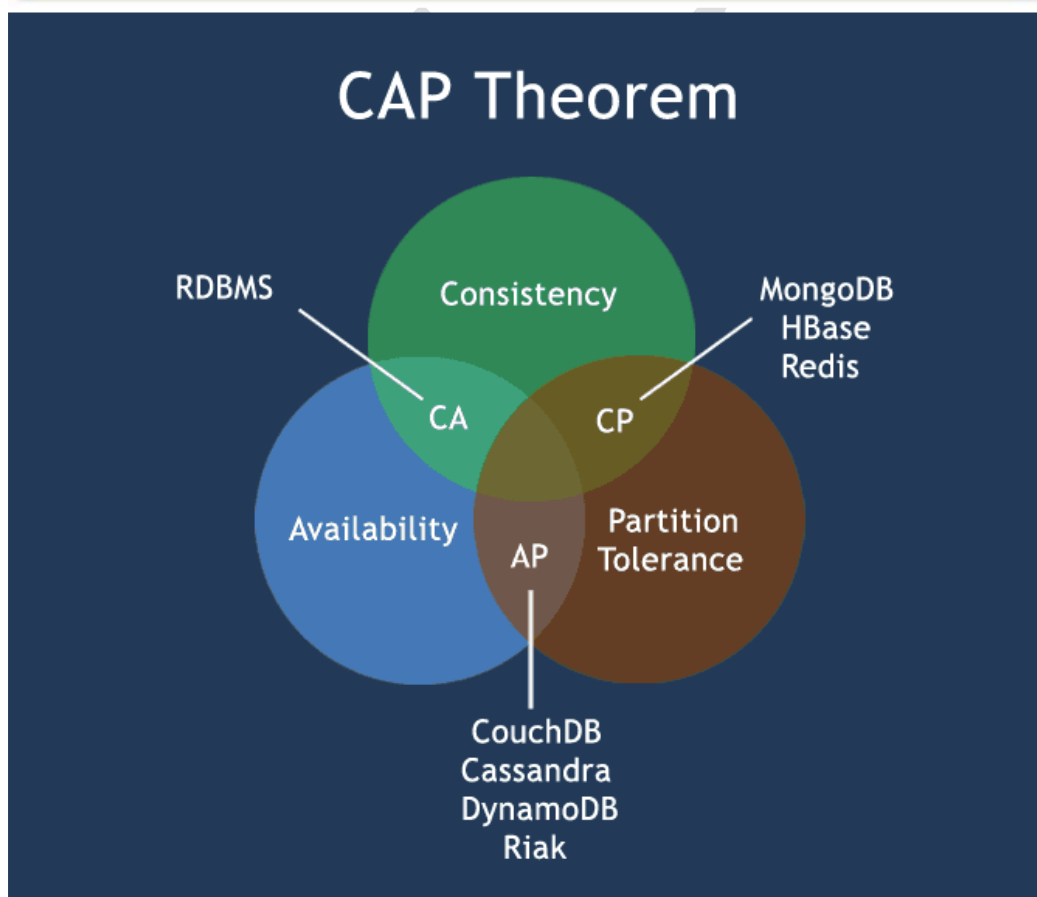 CAP Theorem
RDBMS
Consistency
MongoDB
HBase
Redis
CA
CP
Availability
Partition
Tolerance
AP
CouchDB
Cassandra
DynamoDB
Riak